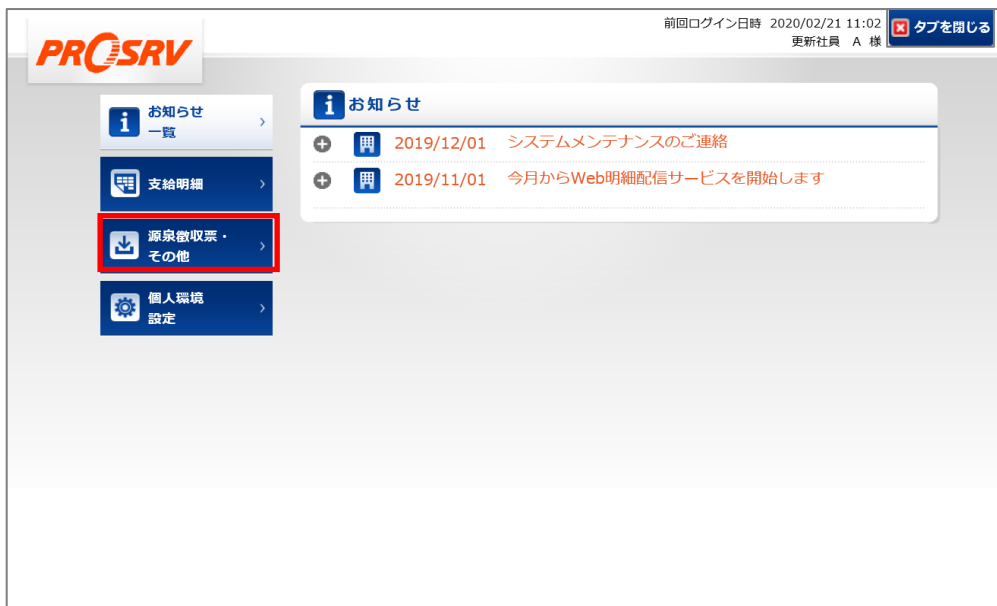 前回ログイン日時 2020/02/21 11:02
更新社員 A 様
タブを閉じる
PROSRV
お知らせ
一覧
支給明細
源泉徴収票・
その他
個人環境
設定
お知らせ
2019/12/01 システムメンテナンスのご連絡
2019/11/01 今月からWeb明細配信サービスを開始します